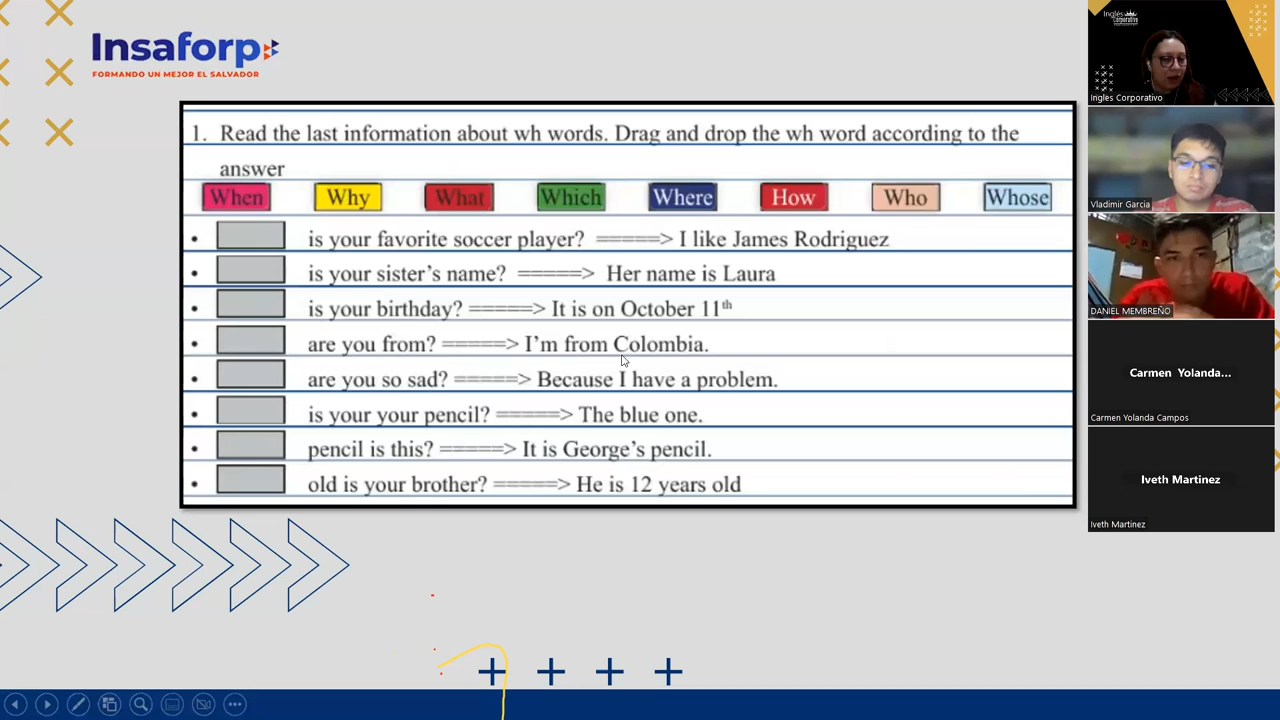 Insaforp
FORMANDO UN MEJOR EL SALVADOR
1. Read the last information about wh words. Drag and drop the wh word according to the
answer
When Why What Which Where How Who Whose
• is your favorite soccer player? =====> I like James Rodriguez
• is your sister's name? =====> Her name is Laura
• is your birthday? =====> It is on October 11th
• are you from? =====> I'm from Colombia.
• are you so sad? =====> Because I have a problem.
• is your your pencil? =====> The blue one.
• pencil is this? =====> It is George's pencil.
• old is your brother? =====> He is 12 years old
Inglés
Corporativo
Ingles Corporativo
Vladimir Garcia
DANIEL MEMBREÑO
Carmen Yolanda...
Carmen Yolanda Campos
Iveth Martinez
Iveth Martinez